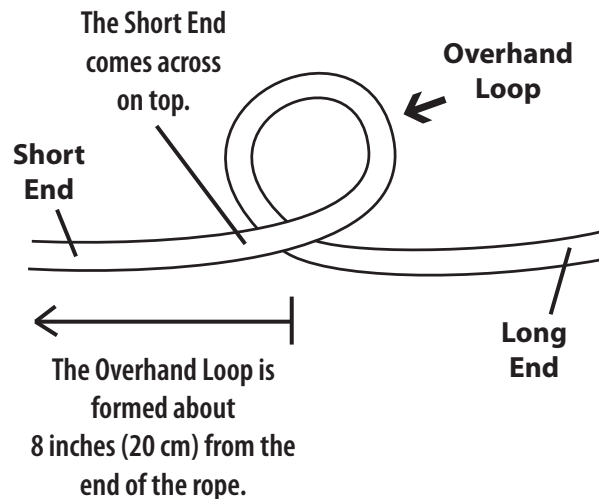 The Short End
comes across
on top.
Overhand
Loop
Short
End
Long
End
The Overhand Loop is
formed about
8 inches (20 cm) from the
end of the rope.